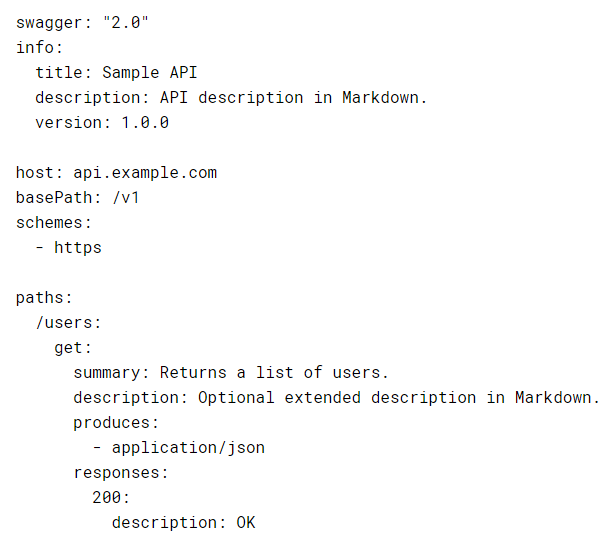 swagger: "2.0"
info:
  title: Sample API
  description: API description in Markdown.
  version: 1.0.0

host: api.example.com
basePath: /v1
schemes:
  - https

paths:
  /users:
    get:
      summary: Returns a list of users.
      description: Optional extended description in Markdown.
      produces:
        - application/json
      responses:
        200:
          description: OK